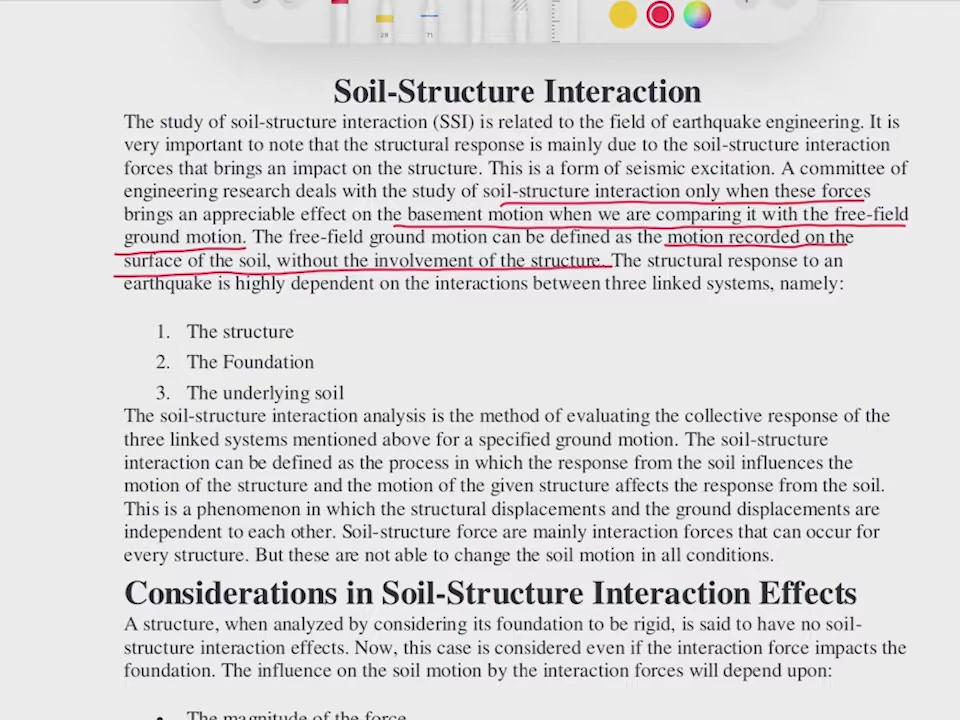 28
71
Soil-Structure Interaction
The study of soil-structure interaction (SSI) is related to the field of earthquake engineering. It is
very important to note that the structural response is mainly due to the soil-structure interaction
forces that brings an impact on the structure. This is a form of seismic excitation. A committee of
engineering research deals with the study of soil-structure interaction only when these forces
brings an appreciable effect on the basement motion when we are comparing it with the free-field
ground motion. The free-field ground motion can be defined as the motion recorded on the
surface of the soil, without the involvement of the structure. The structural response to an
earthquake is highly dependent on the interactions between three linked systems, namely:
1. The structure
2. The Foundation
3. The underlying soil
The soil-structure interaction analysis is the method of evaluating the collective response of the
three linked systems mentioned above for a specified ground motion. The soil-structure
interaction can be defined as the process in which the response from the soil influences the
motion of the structure and the motion of the given structure affects the response from the soil.
This is a phenomenon in which the structural displacements and the ground displacements are
independent to each other. Soil-structure force are mainly interaction forces that can occur for
every structure. But these are not able to change the soil motion in all conditions.
Considerations in Soil-Structure Interaction Effects
A structure, when analyzed by considering its foundation to be rigid, is said to have no soil-
structure interaction effects. Now, this case is considered even if the interaction force impacts the
foundation. The influence on the soil motion by the interaction forces will depend upon:
• The magnitude of the force